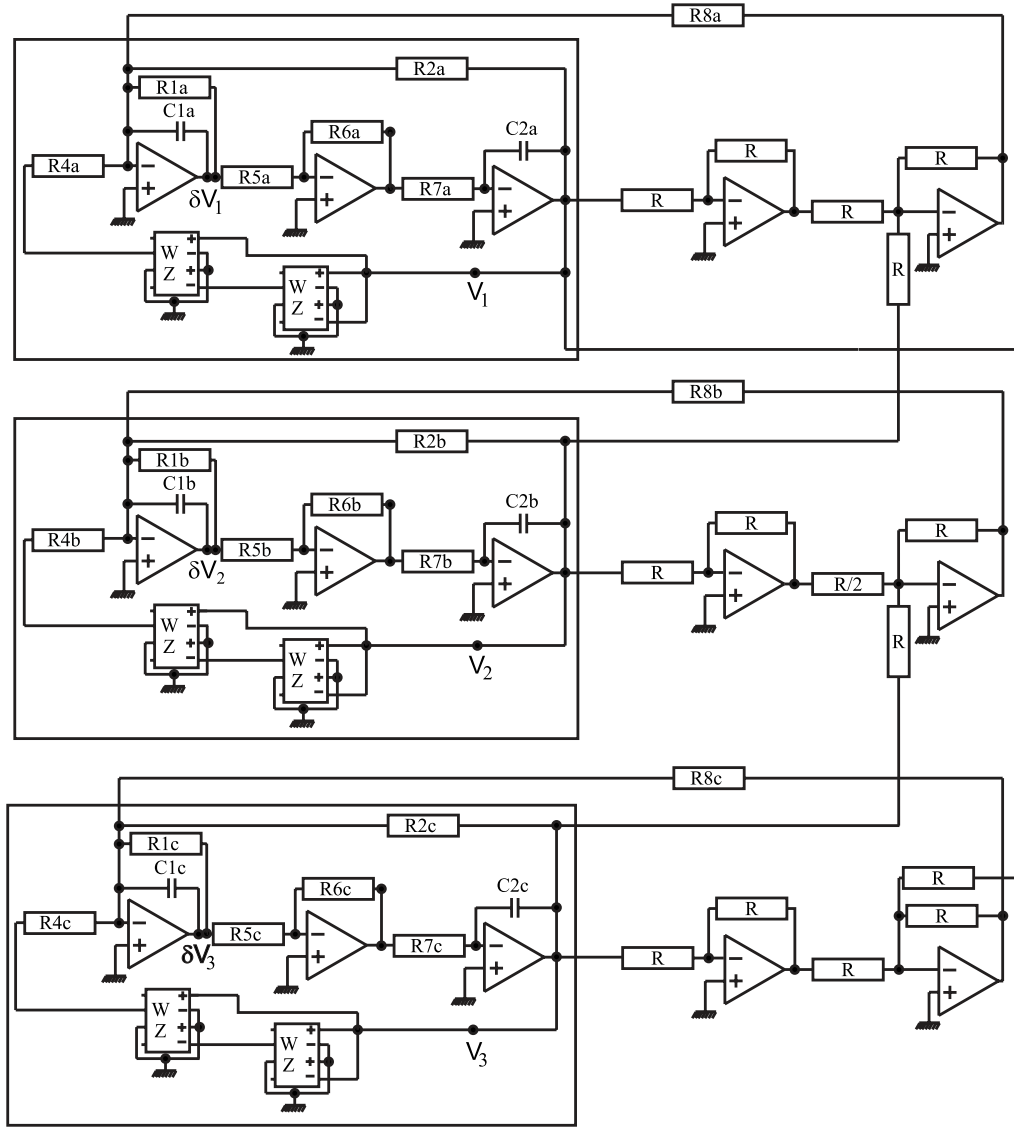 R8a
R2a
R1a
C1a
R6a
C2a
R
R
R4a
R5a
R7a
R
R
δV1
W
Z
W
Z
V1
R
R8b
R2b
R1b
C1b
R6b
C2b
R
R
R4b
R5b
R7b
R
R/2
δV2
W
Z
W
Z
V2
R
R8c
R2c
R1c
C1c
R6c
C2c
R
R
R
R4c
R5c
R7c
R
R
δV3
W
Z
W
Z
V3